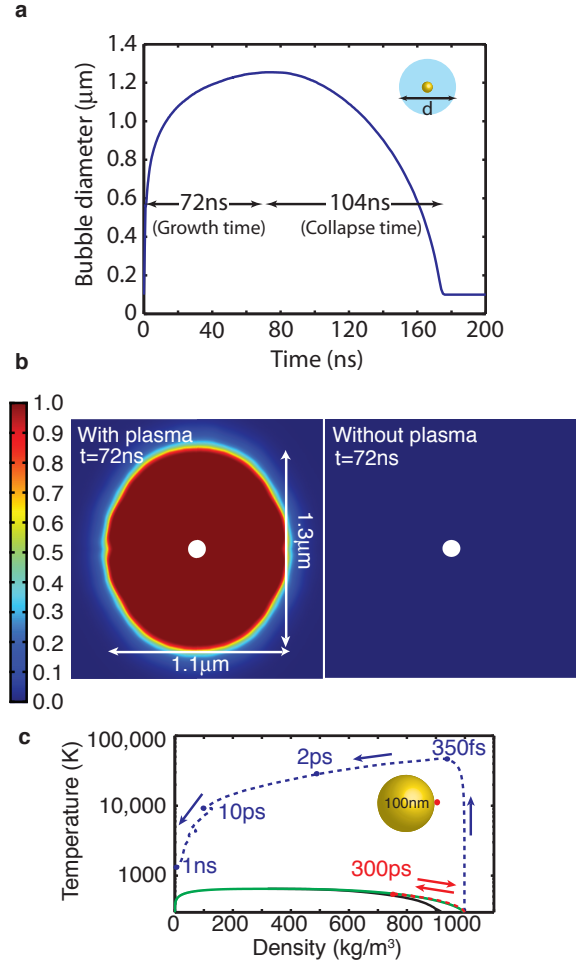 a
1.4
1.2
1.0
0.8
0.6
0.4
0.2
0
Bubble diameter (μm)
d
72ns
(Growth time)
104ns
(Collapse time)
0 40 80 120 160 200
Time (ns)
b
1.0
0.9
0.8
0.7
0.6
0.5
0.4
0.3
0.2
0.1
0.0
With plasma
t=72ns
1.3μm
1.1μm
Without plasma
t=72ns
c
100,000
10,000
1000
Temperature (K)
350fs
2ps
10ps
1ns
100nm
300ps
0 200 400 600 800 1000
Density (kg/m³)